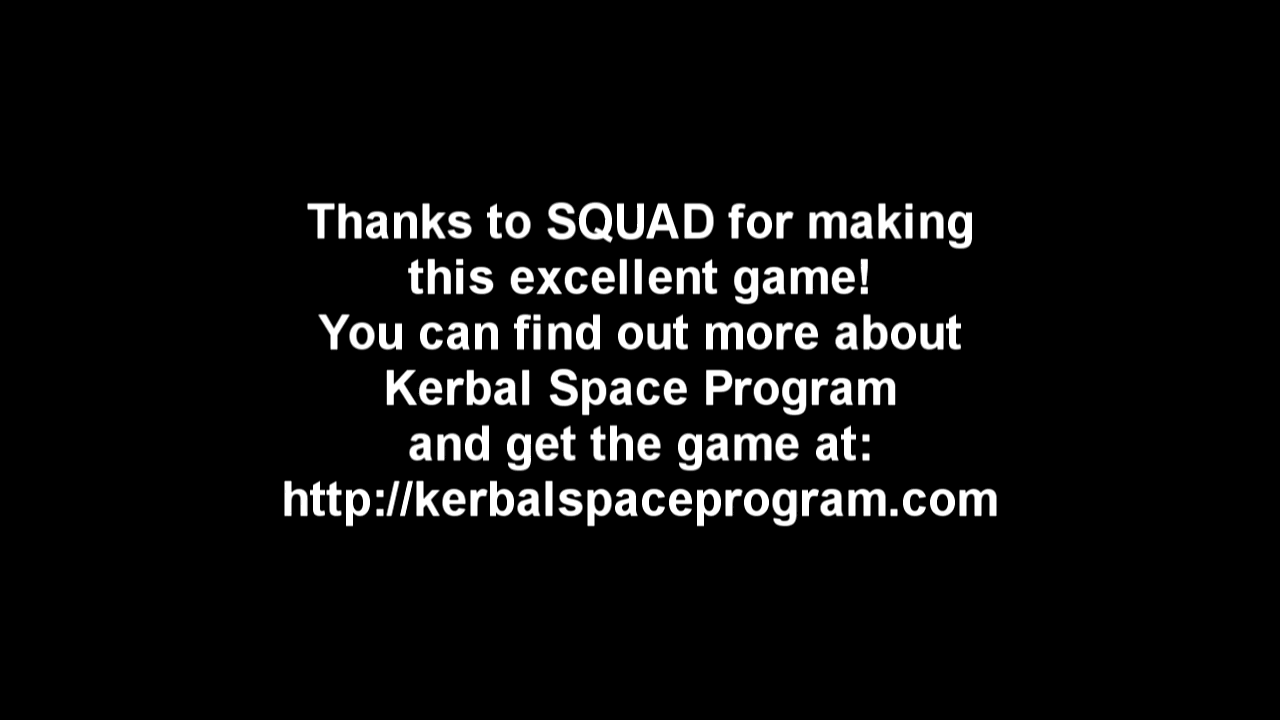 Thanks to SQUAD for making
this excellent game!
You can find out more about
Kerbal Space Program
and get the game at:
http://kerbalspaceprogram.com